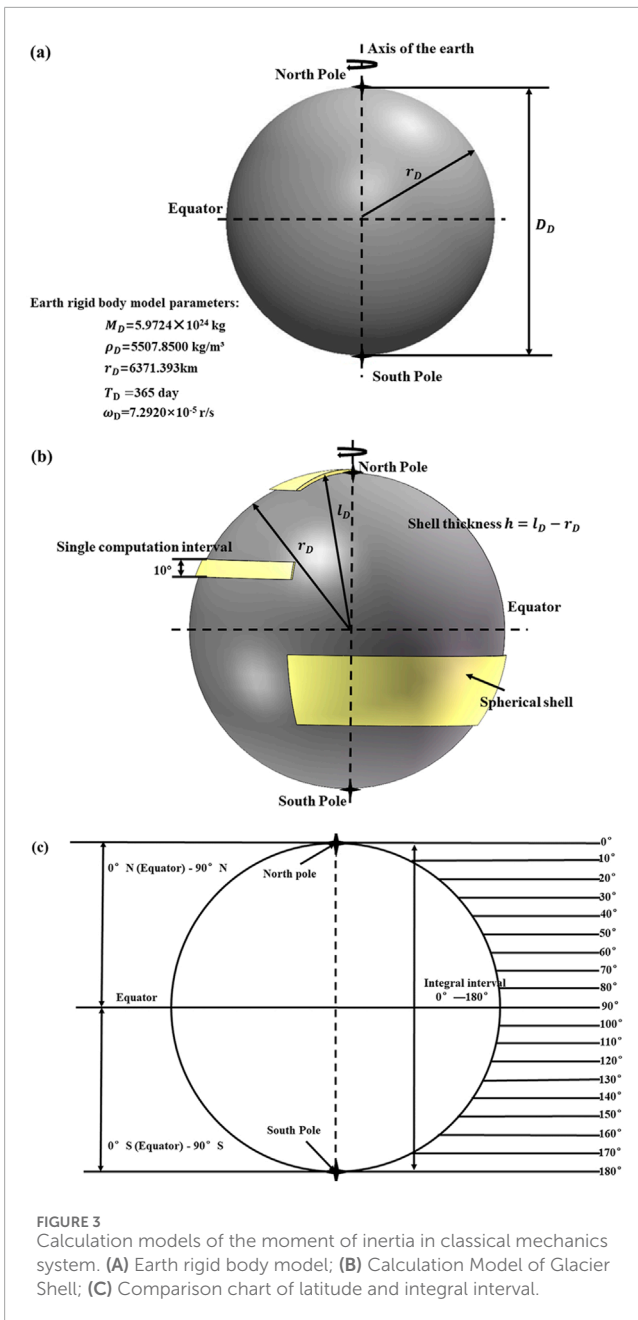 (a)
Axis of the earth
North Pole
r_D
Equator
D_D
Earth rigid body model parameters:
M_D=5.9724×10²⁴ kg
ρ_D=5507.8500 kg/m³
r_D=6371.393km
T_D =365 day
ω_D=7.2920×10⁻⁵ r/s
South Pole
(b)
North Pole
l_D
Shell thickness h = l_D − r_D
r_D
Single computation interval
10°
Equator
Spherical shell
South Pole
(c)
0°
0° N (Equator) - 90° N
North pole
10°
20°
30°
40°
50°
60°
70°
Integral interval
80°
0° —180°
Equator
90°
100°
110°
120°
130°
140°
South Pole
150°
0° S (Equator) - 90° S
160°
170°
180°
FIGURE 3
Calculation models of the moment of inertia in classical mechanics
system. (A) Earth rigid body model; (B) Calculation Model of Glacier
Shell; (C) Comparison chart of latitude and integral interval.